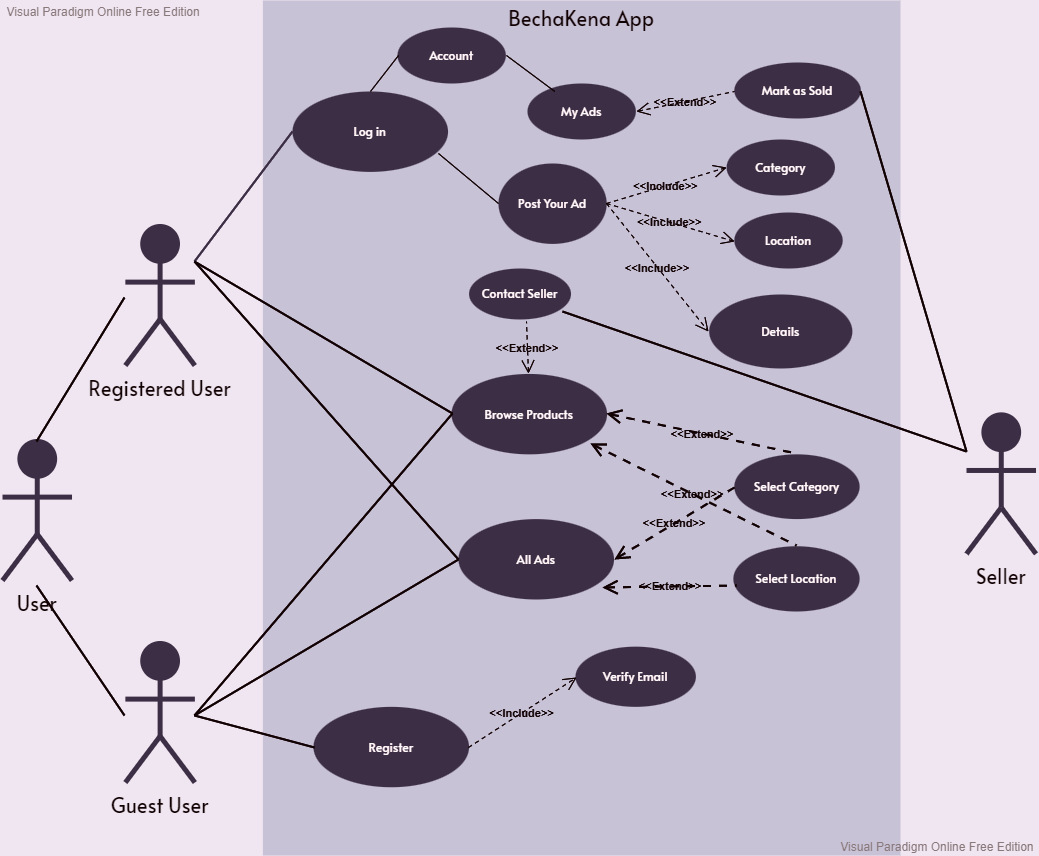 Visual Paradigm Online Free Edition
BechaKena App
Account
Mark as Sold
<<Extend>>
My Ads
Log in
Category
<<Include>>
Post Your Ad
<<Include>>
Location
<<Include>>
Contact Seller
Details
<<Extend>>
Registered User
Browse Products
<<Extend>>
Select Category
<<Extend>>
<<Extend>>
All Ads
Select Location
<<Extend>>
Seller
User
Verify Email
<<Include>>
Register
Guest User
Visual Paradigm Online Free Edition